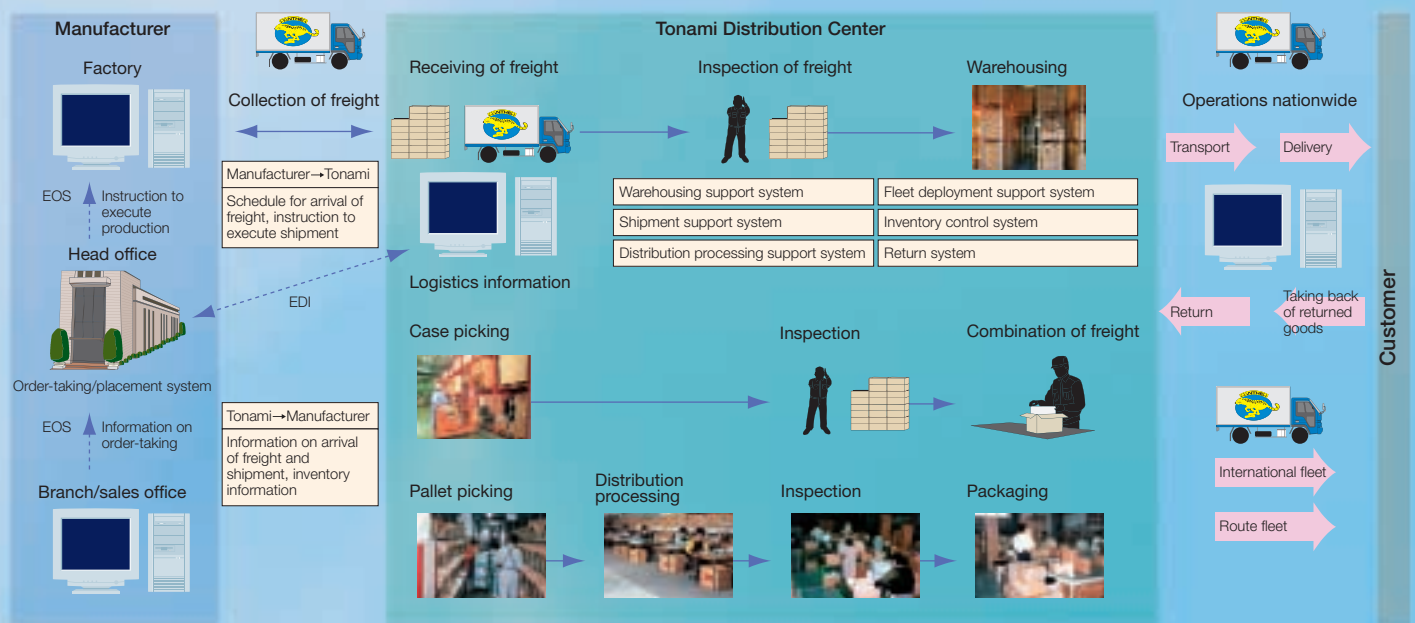 Manufacturer
Factory
EOS
Instruction to
execute
production
Head office
Order-taking/placement system
EOS
Information on
order-taking
Branch/sales office
Collection of freight
Manufacturer→Tonami
Schedule for arrival of
freight, instruction to
execute shipment
EDI
Tonami→Manufacturer
Information on arrival
of freight and
shipment, inventory
information
Tonami Distribution Center
Receiving of freight
Inspection of freight
Warehousing
Logistics information
Warehousing support system
Fleet deployment support system
Shipment support system
Inventory control system
Distribution processing support system
Return system
Case picking
Inspection
Combination of freight
Pallet picking
Distribution
processing
Inspection
Packaging
Operations nationwide
Transport
Delivery
Return
Taking back
of returned
goods
International fleet
Route fleet
Customer